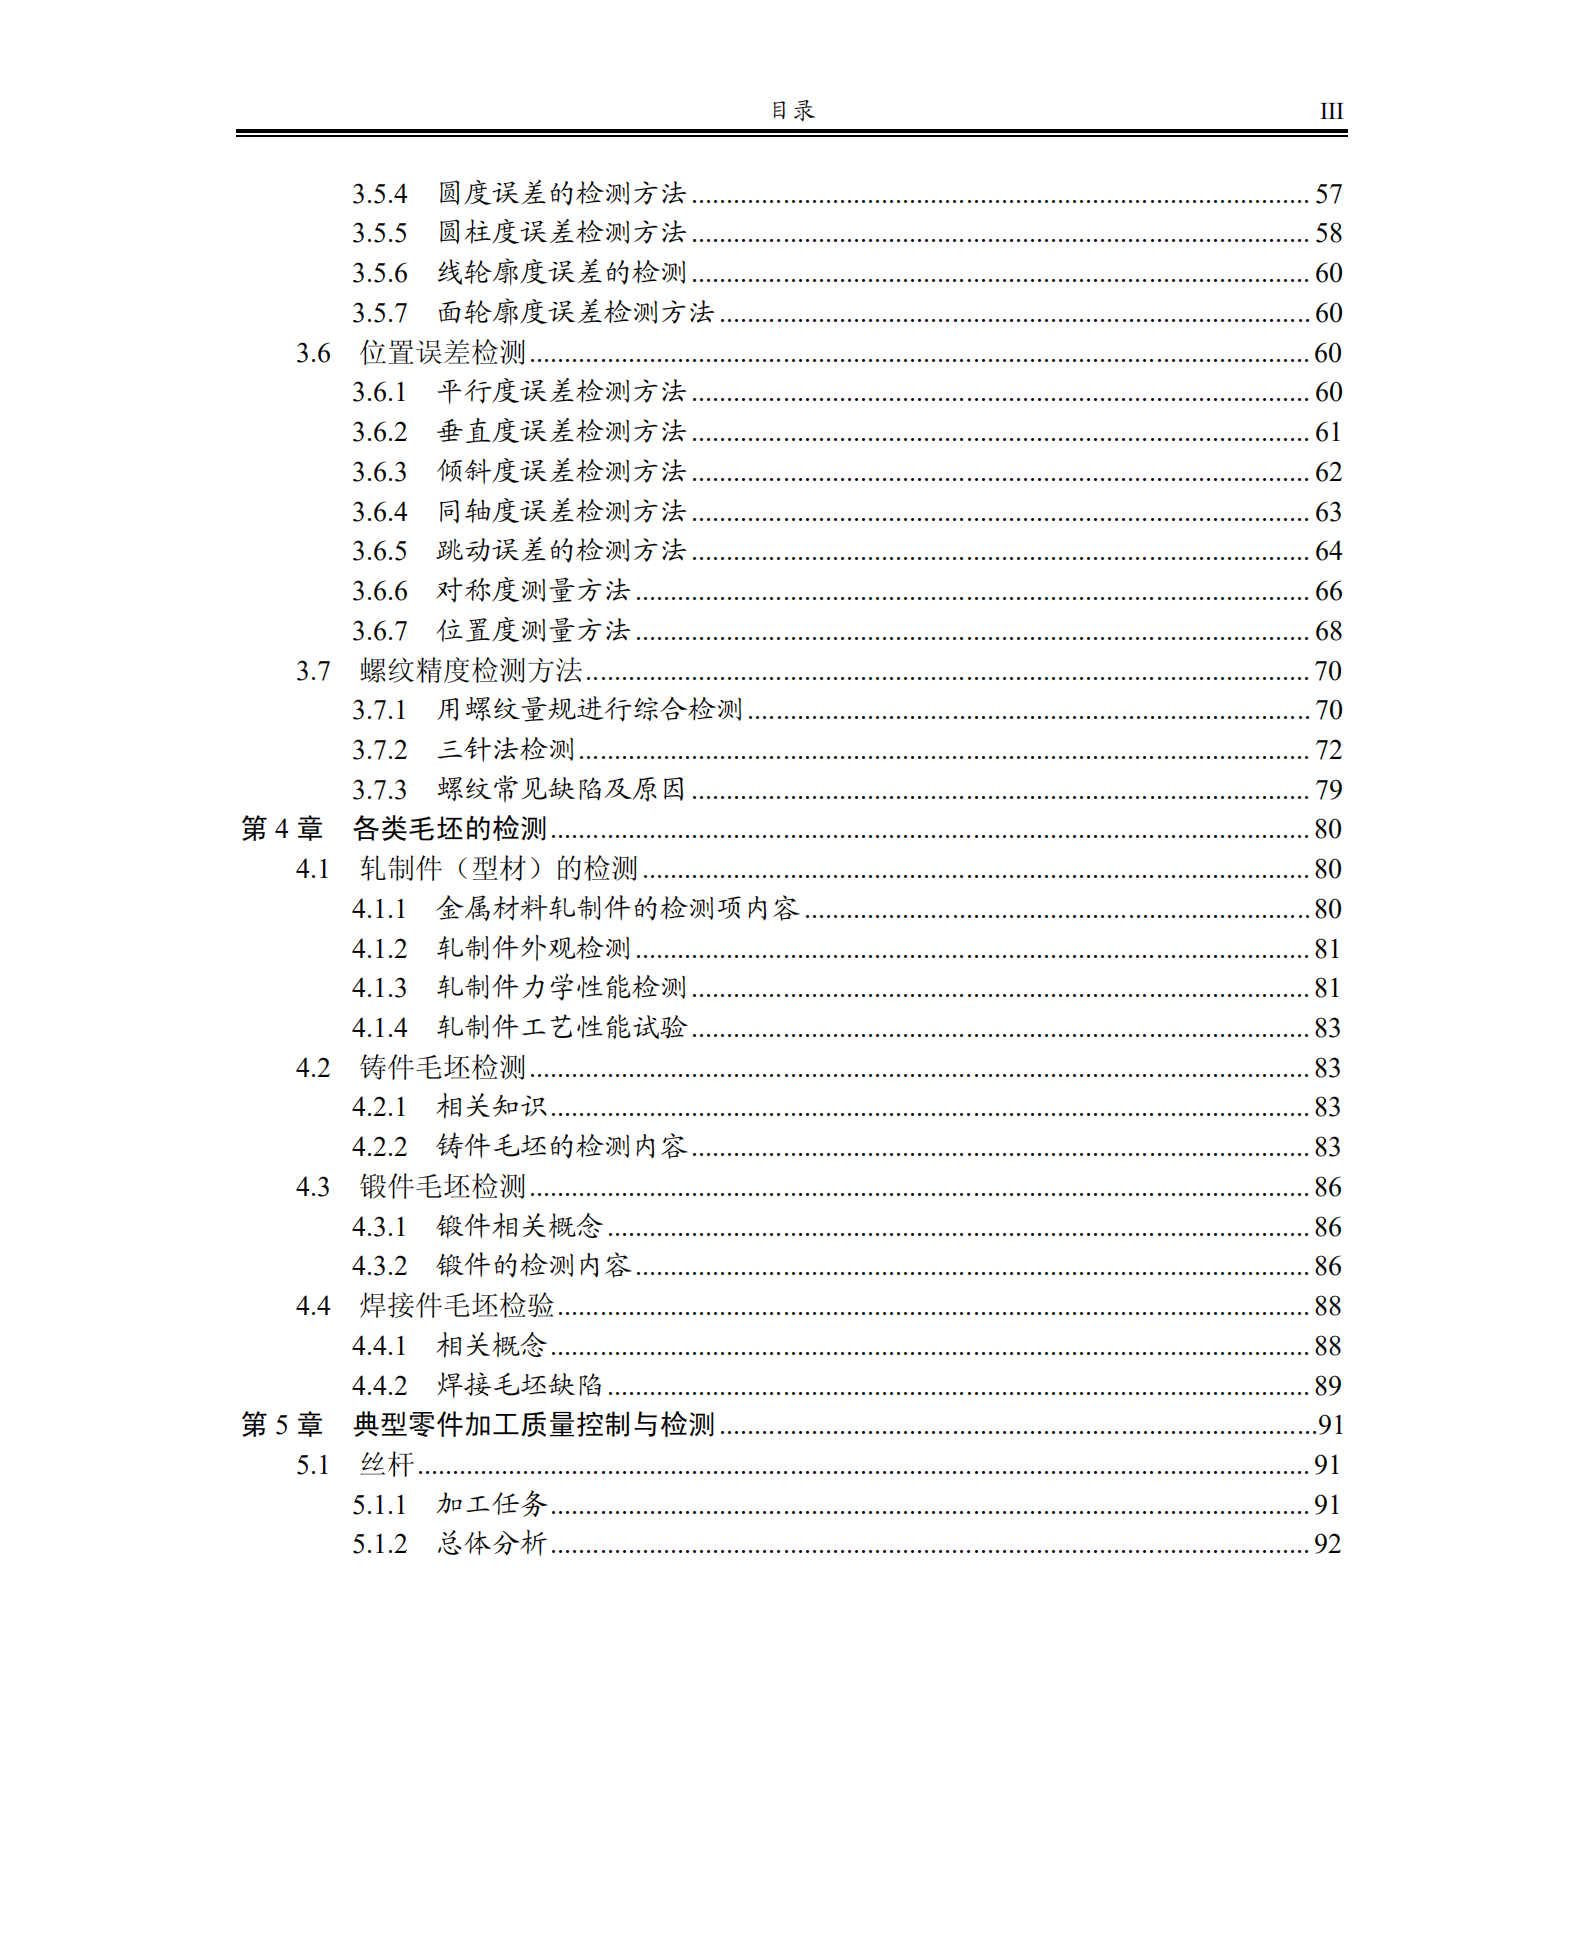 目录 III
3.5.4 圆度误差的检测方法 57
3.5.5 圆柱度误差检测方法 58
3.5.6 线轮廓度误差的检测 60
3.5.7 面轮廓度误差检测方法 60
3.6 位置误差检测 60
3.6.1 平行度误差检测方法 60
3.6.2 垂直度误差检测方法 61
3.6.3 倾斜度误差检测方法 62
3.6.4 同轴度误差检测方法 63
3.6.5 跳动误差的检测方法 64
3.6.6 对称度测量方法 66
3.6.7 位置度测量方法 68
3.7 螺纹精度检测方法 70
3.7.1 用螺纹量规进行综合检测 70
3.7.2 三针法检测 72
3.7.3 螺纹常见缺陷及原因 79
第 4 章 各类毛坯的检测 80
4.1 轧制件（型材）的检测 80
4.1.1 金属材料轧制件的检测项内容 80
4.1.2 轧制件外观检测 81
4.1.3 轧制件力学性能检测 81
4.1.4 轧制件工艺性能试验 83
4.2 铸件毛坯检测 83
4.2.1 相关知识 83
4.2.2 铸件毛坯的检测内容 83
4.3 锻件毛坯检测 86
4.3.1 锻件相关概念 86
4.3.2 锻件的检测内容 86
4.4 焊接件毛坯检验 88
4.4.1 相关概念 88
4.4.2 焊接毛坯缺陷 89
第 5 章 典型零件加工质量控制与检测 91
5.1 丝杆 91
5.1.1 加工任务 91
5.1.2 总体分析 92